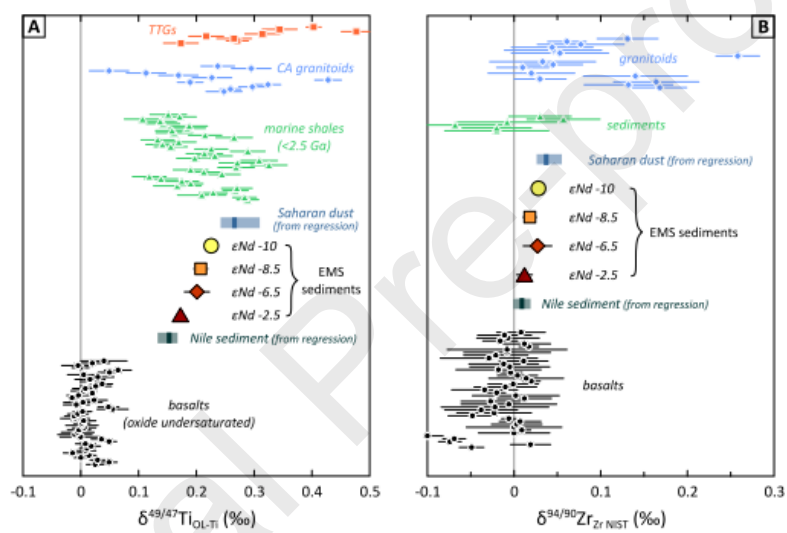 A
TTGs
CA granitoids
marine shales
(<2.5 Ga)
Saharan dust
(from regression)
εNd -10
εNd -8.5
εNd -6.5
εNd -2.5
EMS
sediments
Nile sediment (from regression)
basalts
(oxide undersaturated)
-0.1 0 0.1 0.2 0.3 0.4 0.5
δ49/47TiOL-Ti (‰)
B
granitoids
sediments
Saharan dust (from regression)
εNd -10
εNd -8.5
εNd -6.5
εNd -2.5
EMS sediments
Nile sediment (from regression)
basalts
-0.1 0 0.1 0.2 0.3
δ94/90ZrZr NIST (‰)
al Pre-pro